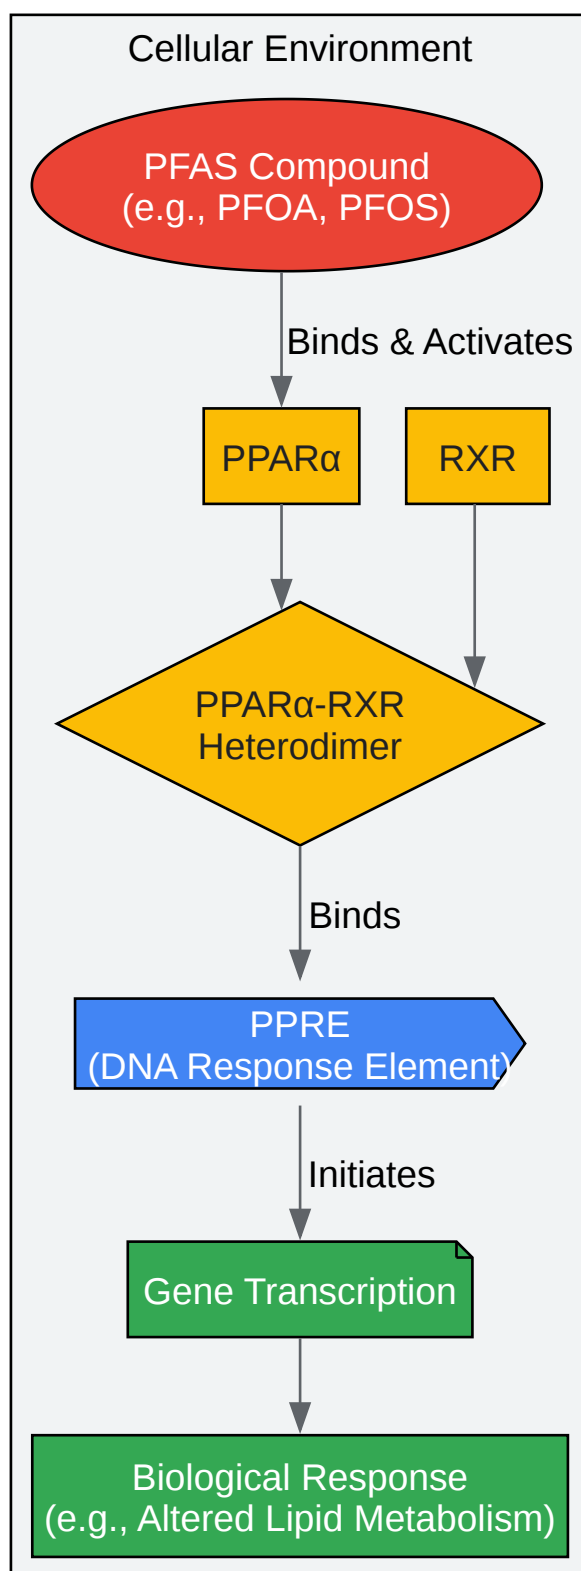 Cellular Environment
PFAS Compound
(e.g., PFOA, PFOS)
Binds & Activates
PPARα
RXR
PPARα-RXR
Heterodimer
Binds
PPRE
(DNA Response Element)
Initiates
Gene Transcription
Biological Response
(e.g., Altered Lipid Metabolism)